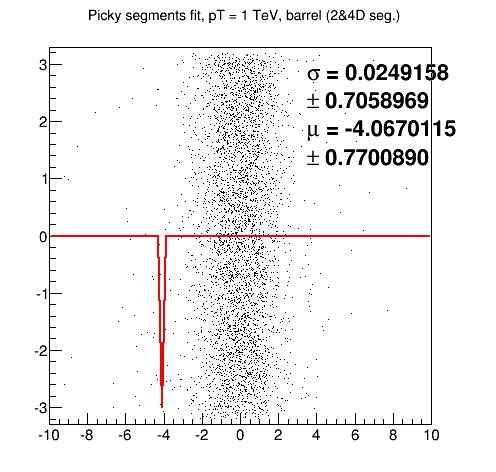 Picky segments fit, pT = 1 TeV, barrel (2&4D seg.)
σ = 0.0249158
± 0.7058969
μ = -4.0670115
± 0.7700890
3
2
1
0
-1
-2
-3
-10 -8 -6 -4 -2 0 2 4 6 8 10